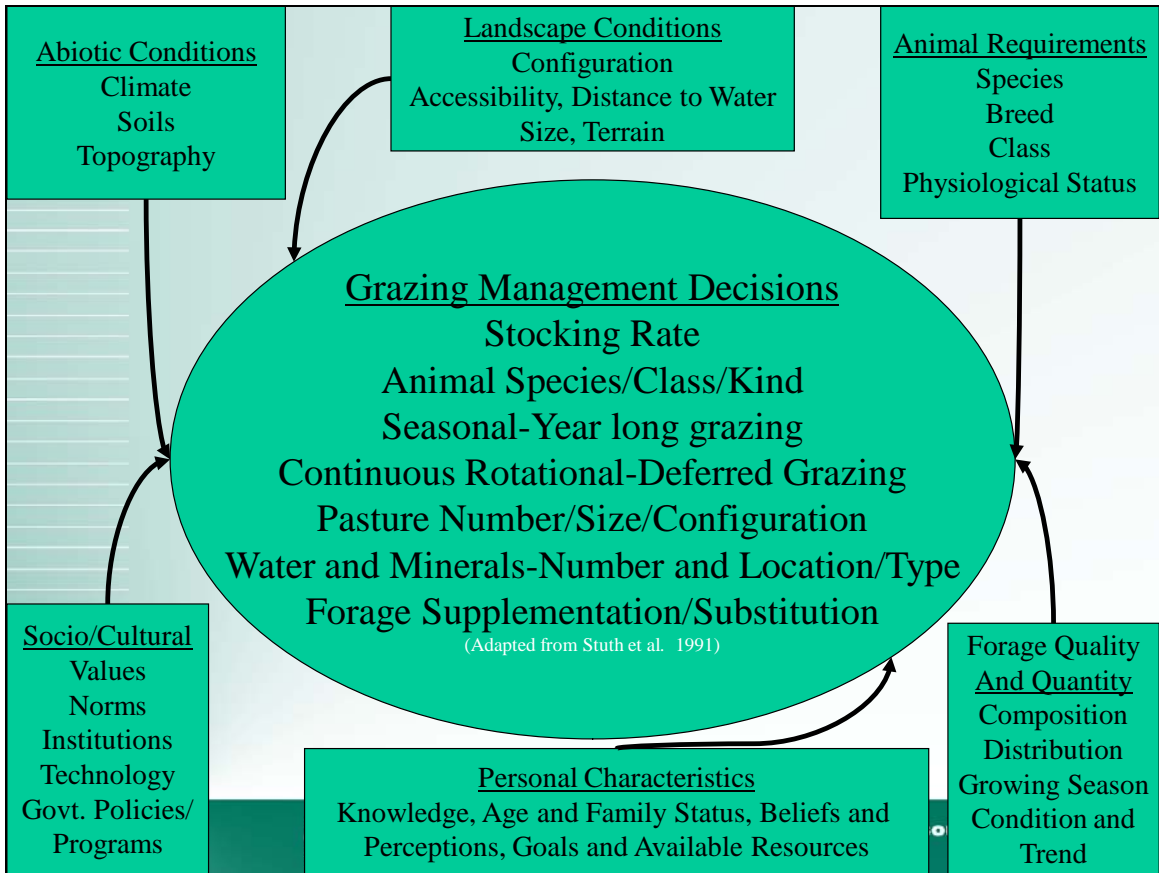 Abiotic Conditions
Climate
Soils
Topography
Landscape Conditions
Configuration
Accessibility, Distance to Water
Size, Terrain
Animal Requirements
Species
Breed
Class
Physiological Status
Grazing Management Decisions
Stocking Rate
Animal Species/Class/Kind
Seasonal-Year long grazing
Continuous Rotational-Deferred Grazing
Pasture Number/Size/Configuration
Water and Minerals-Number and Location/Type
Forage Supplementation/Substitution
(Adapted from Stuth et al. 1991)
Socio/Cultural
Values
Norms
Institutions
Technology
Govt. Policies/
Programs
Personal Characteristics
Knowledge, Age and Family Status, Beliefs and
Perceptions, Goals and Available Resources
Forage Quality
And Quantity
Composition
Distribution
Growing Season
Condition and
Trend